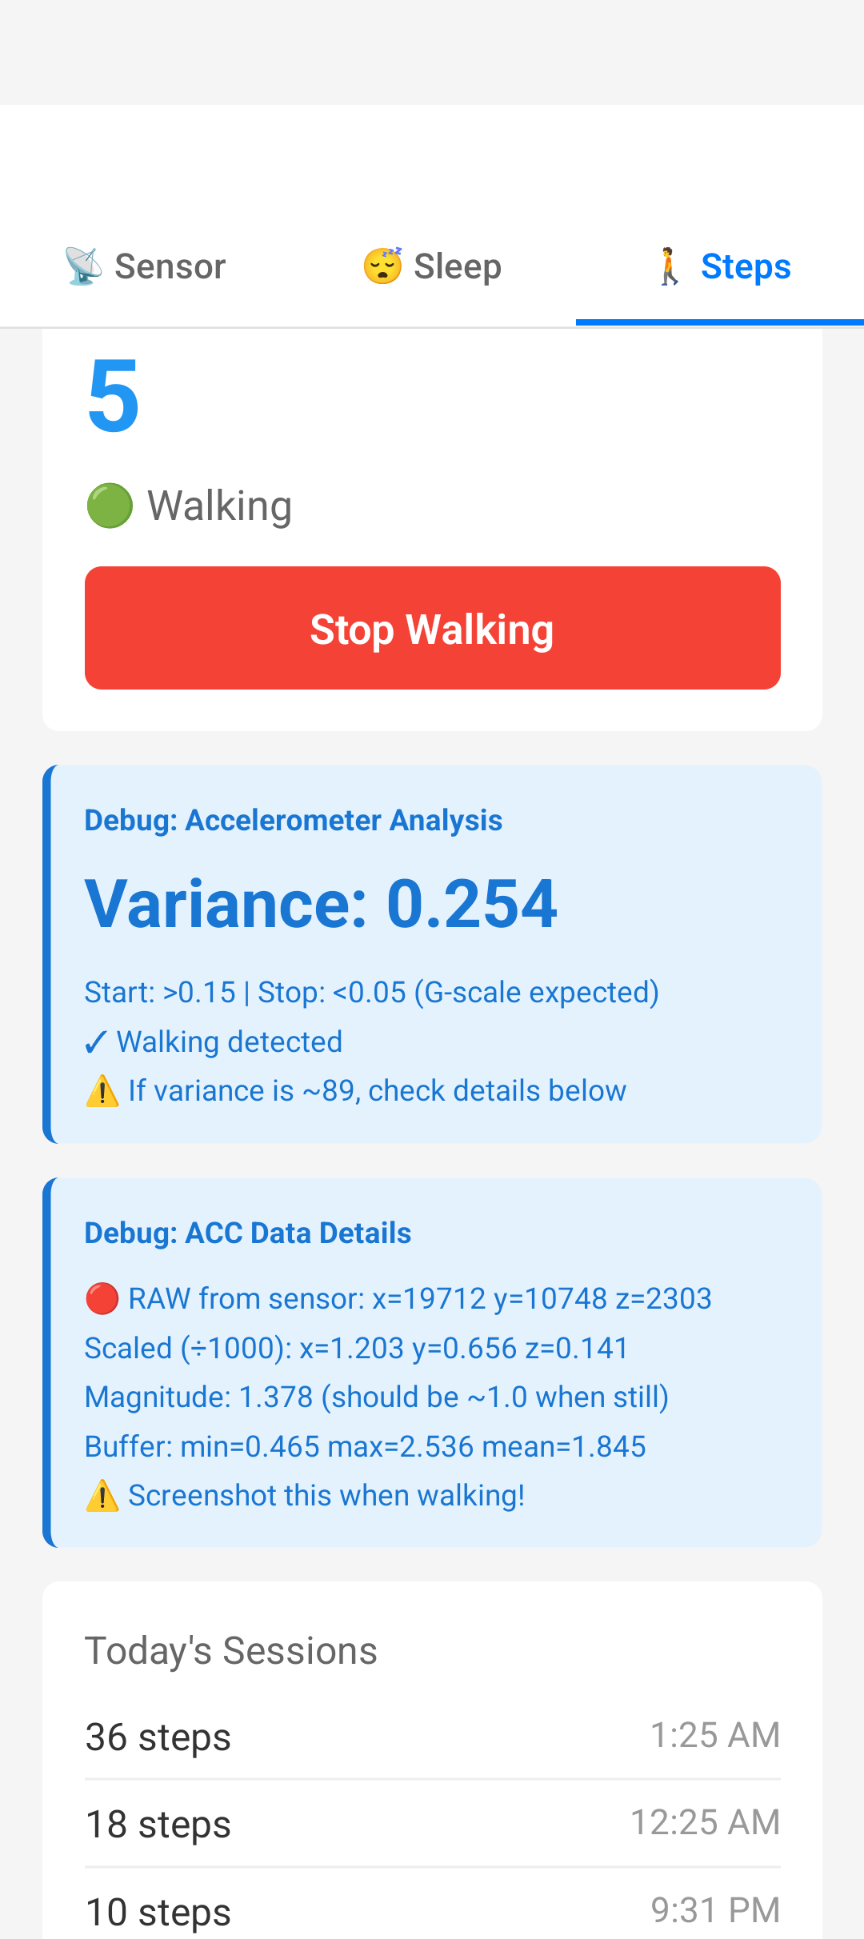 📡 Sensor 😴 Sleep 🚶 Steps
5
🟢 Walking
Stop Walking
Debug: Accelerometer Analysis
Variance: 0.254
Start: >0.15 | Stop: <0.05 (G-scale expected)
✓ Walking detected
⚠️ If variance is ~89, check details below
Debug: ACC Data Details
🔴 RAW from sensor: x=19712 y=10748 z=2303
Scaled (÷1000): x=1.203 y=0.656 z=0.141
Magnitude: 1.378 (should be ~1.0 when still)
Buffer: min=0.465 max=2.536 mean=1.845
⚠️ Screenshot this when walking!
Today's Sessions
36 steps 1:25 AM
18 steps 12:25 AM
10 steps 9:31 PM